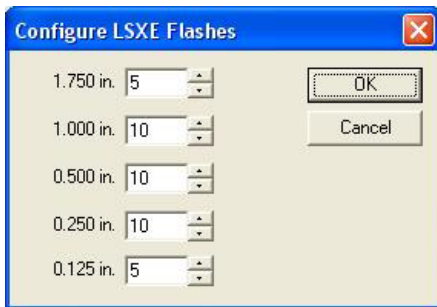 Configure LSXE Flashes
1.750 in. 5
OK
1.000 in. 10
Cancel
0.500 in. 10
0.250 in. 10
0.125 in. 5